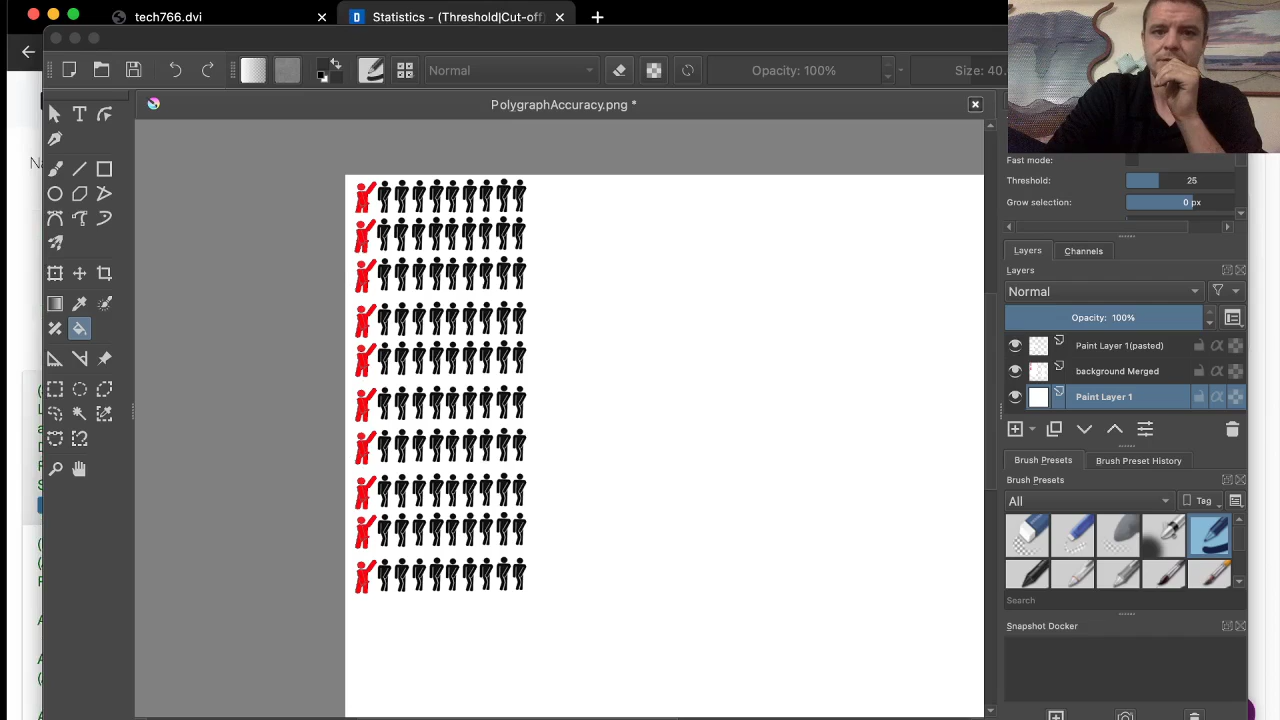 tech766.dvi
Statistics - (Threshold|Cut-off)
Normal
Opacity: 100%
Size: 40.
PolygraphAccuracy.png *
Fast mode:
Threshold:
25
Grow selection:
0 px
Layers
Channels
Layers
Normal
Opacity: 100%
Paint Layer 1(pasted)
background Merged
Paint Layer 1
Brush Presets
Brush Preset History
Brush Presets
All
Tag
Search
Snapshot Docker